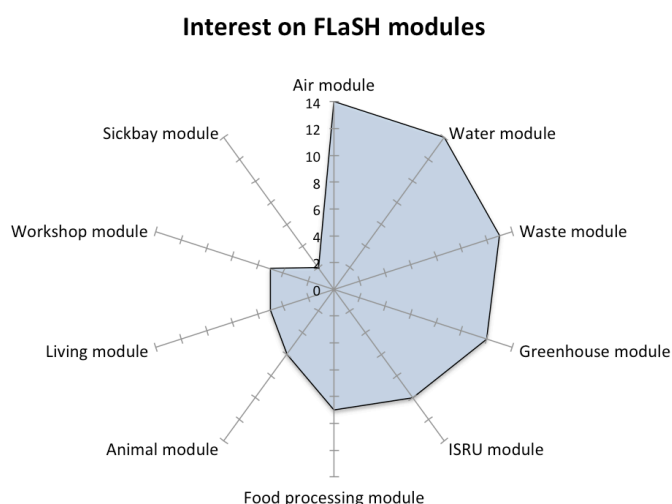 Interest on FLaSH modules
Air module
14
Sickbay module
Water module
12
10
8
Workshop module
Waste module
6
4
2
0
Living module
Greenhouse module
Animal module
ISRU module
Food processing module